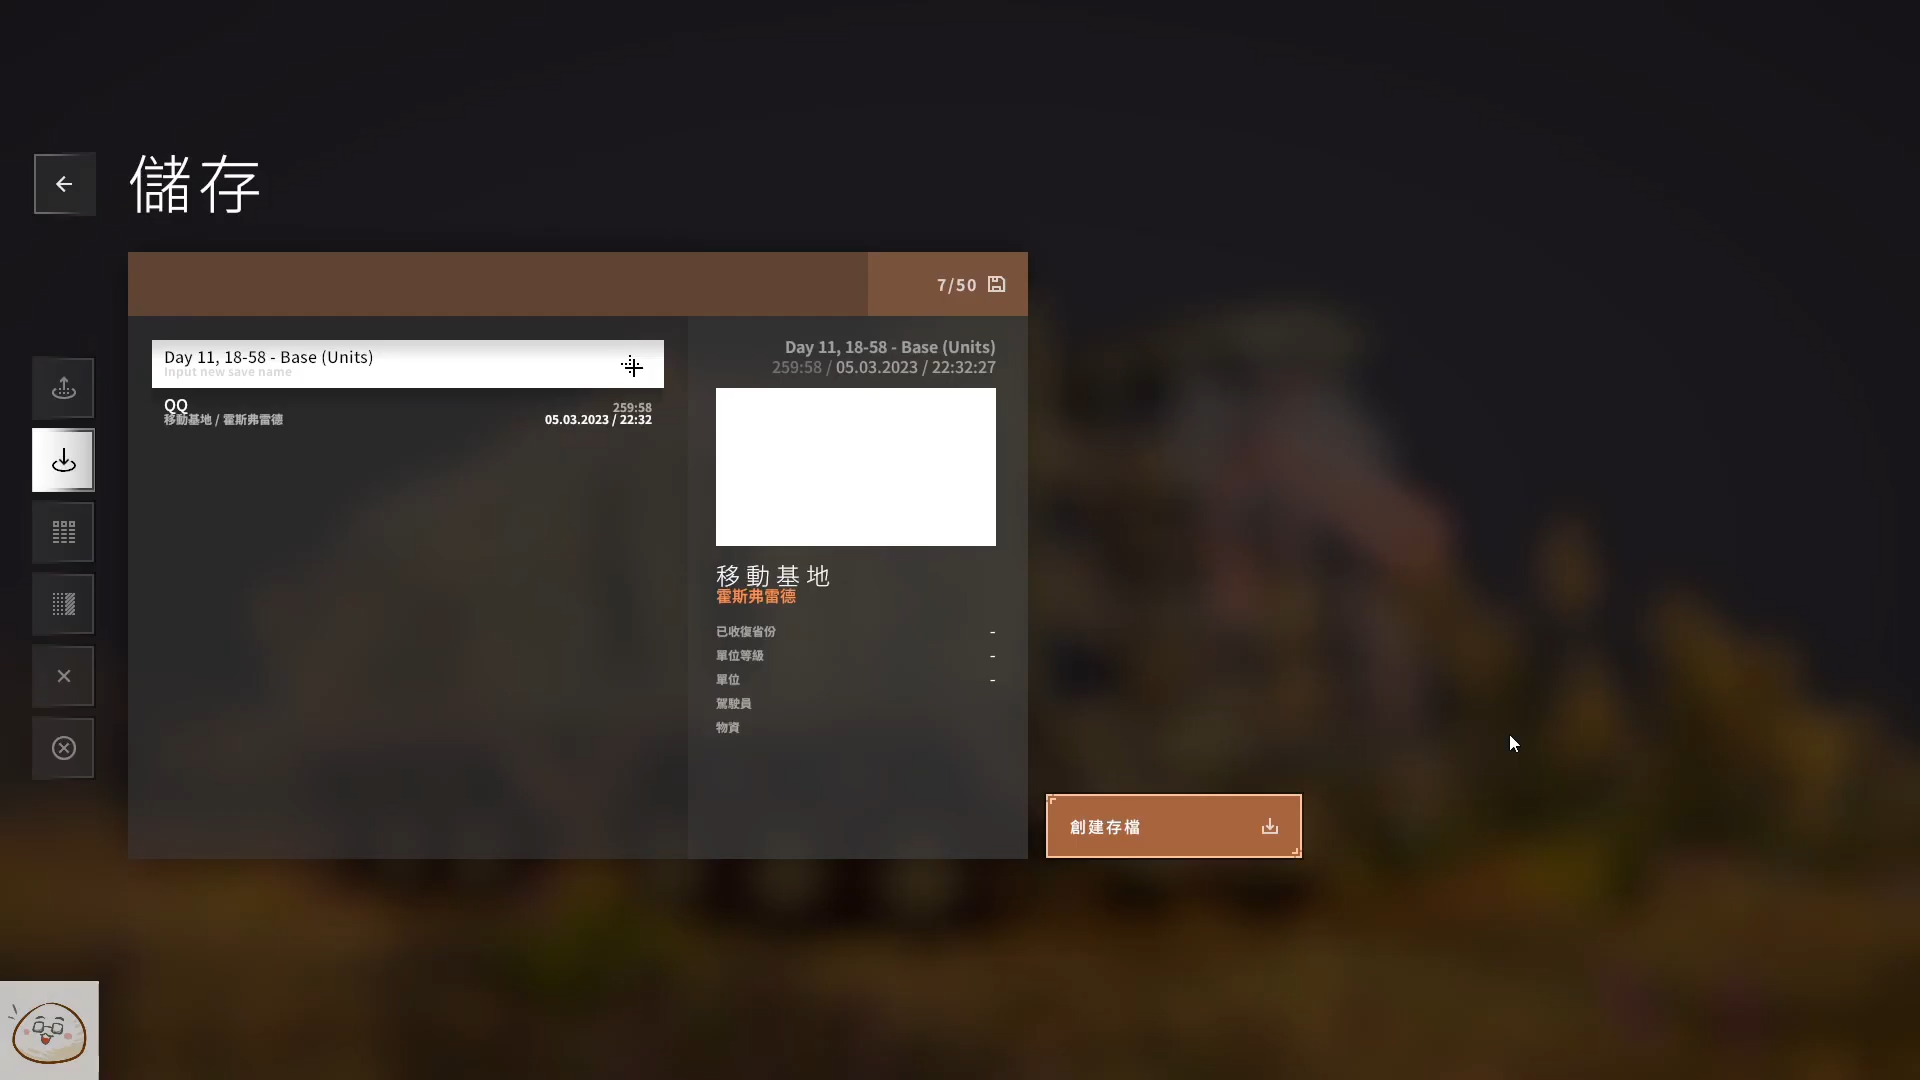 儲存
7/50
Day 11, 18-58 - Base (Units)
Input new save name
QQ
259:58
移動基地 / 霍斯弗雷德
05.03.2023 / 22:32
Day 11, 18-58 - Base (Units)
259:58 / 05.03.2023 / 22:32:27
移動基地
霍斯弗雷德
已收復省份 -
單位等級 -
單位 -
駕駛員
物資
創建存檔